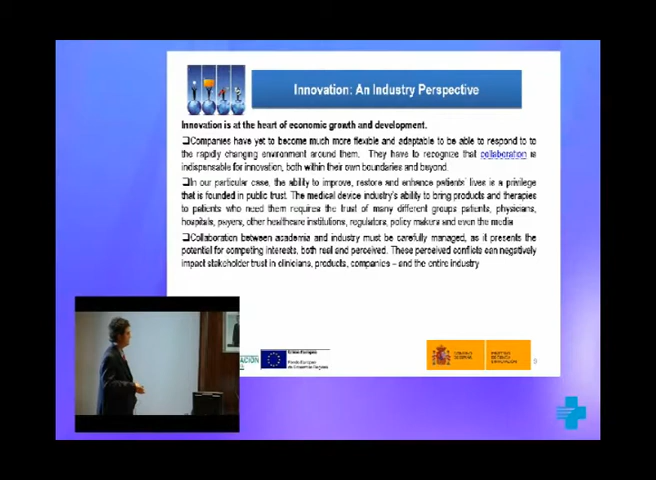 Innovation: An Industry Perspective
Innovation is at the heart of economic growth and development.
❑Companies have yet to become much more flexible and adaptable to be able to respond to to
the rapidly changing environment around them. They have to recognize that collaboration is
indispensable for innovation, both within their own boundaries and beyond.
❑In our particular case, the ability to improve, restore and enhance patients' lives is a privilege
that is founded in public trust. The medical device industry's ability to bring products and therapies
to patients who need them requires the trust of many different groups patients, physicians,
hospitals, payers, other healthcare institutions, regulators, policy makers and even the media
❑Collaboration between academia and industry must be carefully managed, as it presents the
potential for competing interests, both real and perceived. These perceived conflicts can negatively
impact stakeholder trust in clinicians, products, companies – and the entire industry